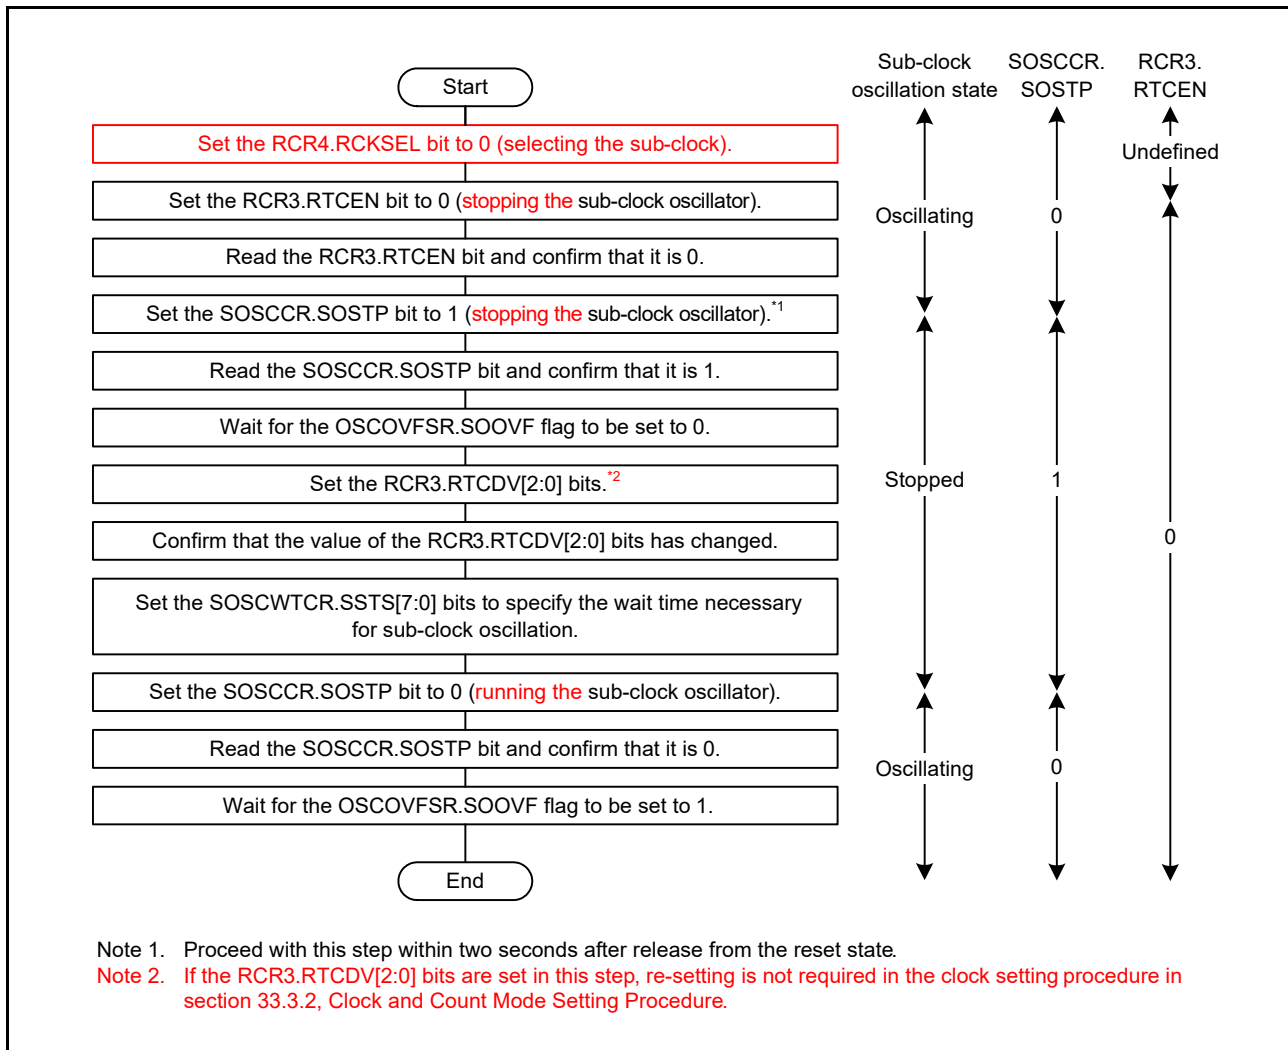 Start
Set the RCR4.RCKSEL bit to 0 (selecting the sub-clock).
Set the RCR3.RTCEN bit to 0 (stopping the sub-clock oscillator).
Read the RCR3.RTCEN bit and confirm that it is 0.
Set the SOSCCR.SOSTP bit to 1 (stopping the sub-clock oscillator).*1
Read the SOSCCR.SOSTP bit and confirm that it is 1.
Wait for the OSCOVFSR.SOOVF flag to be set to 0.
Set the RCR3.RTCDV[2:0] bits.*2
Confirm that the value of the RCR3.RTCDV[2:0] bits has changed.
Set the SOSCWTCR.SSTS[7:0] bits to specify the wait time necessary
for sub-clock oscillation.
Set the SOSCCR.SOSTP bit to 0 (running the sub-clock oscillator).
Read the SOSCCR.SOSTP bit and confirm that it is 0.
Wait for the OSCOVFSR.SOOVF flag to be set to 1.
End
Sub-clock
oscillation state
Oscillating
Stopped
Oscillating
SOSCCR.
SOSTP
0
1
0
RCR3.
RTCEN
Undefined
0
Note 1. Proceed with this step within two seconds after release from the reset state.
Note 2. If the RCR3.RTCDV[2:0] bits are set in this step, re-setting is not required in the clock setting procedure in
section 33.3.2, Clock and Count Mode Setting Procedure.